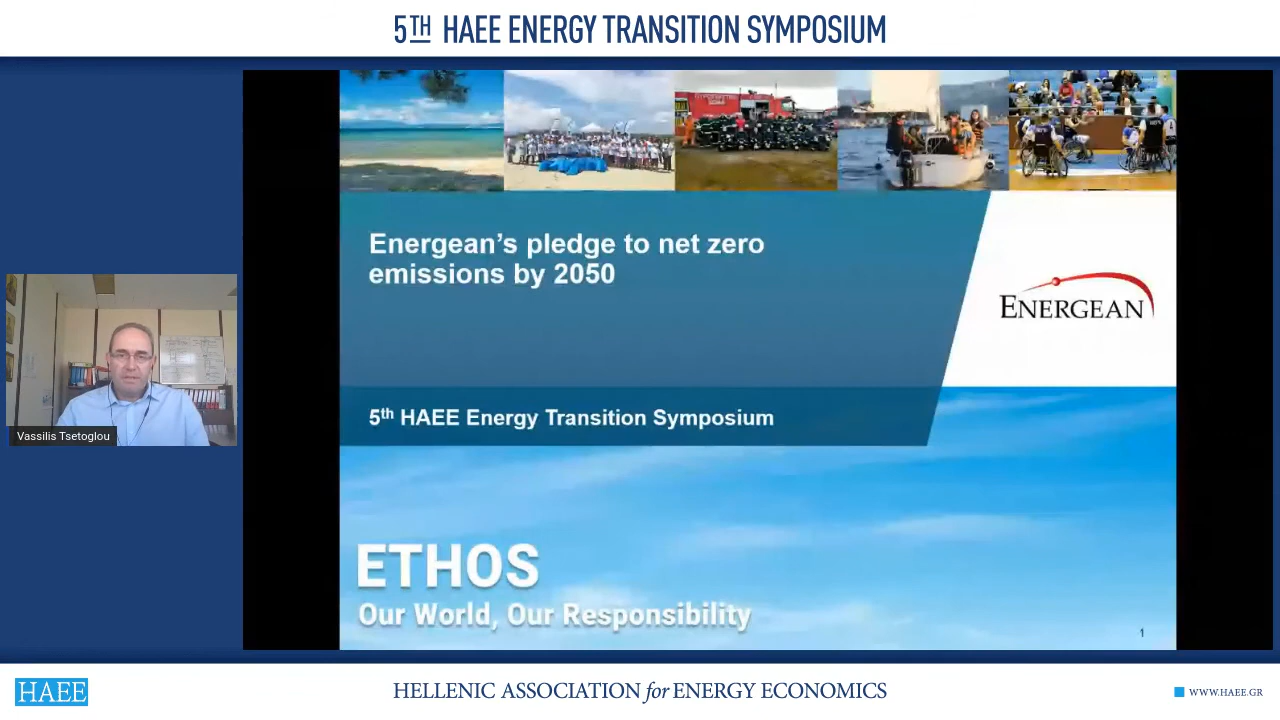 5TH HAEE ENERGY TRANSITION SYMPOSIUM
Energean's pledge to net zero
emissions by 2050
ENERGEAN
5th HAEE Energy Transition Symposium
Vassilis Tsetoglou
ETHOS
Our World, Our Responsibility
1
HAEE
HELLENIC ASSOCIATION for ENERGY ECONOMICS
WWW.HAEE.GR